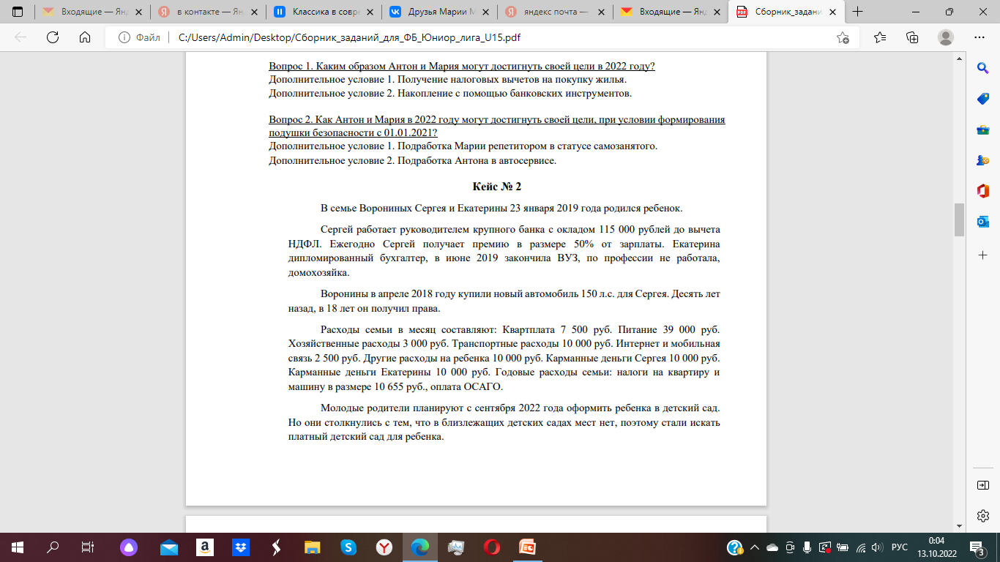 Входящие — Янд
в контакте — Ян
Классика в совре
Друзья Марии М
яндекс почта —
Входящие — Янд
Сборник_задани
Файл
C:/Users/Admin/Desktop/Сборник_заданий_для_ФБ_Юниор_лига_U15.pdf
Вопрос 1. Каким образом Антон и Мария могут достигнуть своей цели в 2022 году?
Дополнительное условие 1. Получение налоговых вычетов на покупку жилья.
Дополнительное условие 2. Накопление с помощью банковских инструментов.
Вопрос 2. Как Антон и Мария в 2022 году могут достигнуть своей цели, при условии формирования
подушки безопасности с 01.01.2021?
Дополнительное условие 1. Подработка Марии репетитором в статусе самозанятого.
Дополнительное условие 2. Подработка Антона в автосервисе.
Кейс № 2
В семье Ворониных Сергея и Екатерины 23 января 2019 года родился ребенок.
Сергей работает руководителем крупного банка с окладом 115 000 рублей до вычета
НДФЛ. Ежегодно Сергей получает премию в размере 50% от зарплаты. Екатерина
дипломированный бухгалтер, в июне 2019 закончила ВУЗ, по профессии не работала,
домохозяйка.
Воронины в апреле 2018 году купили новый автомобиль 150 л.с. для Сергея. Десять лет
назад, в 18 лет он получил права.
Расходы семьи в месяц составляют: Квартплата 7 500 руб. Питание 39 000 руб.
Хозяйственные расходы 3 000 руб. Транспортные расходы 10 000 руб. Интернет и мобильная
связь 2 500 руб. Другие расходы на ребенка 10 000 руб. Карманные деньги Сергея 10 000 руб.
Карманные деньги Екатерины 10 000 руб. Годовые расходы семьи: налоги на квартиру и
машину в размере 10 655 руб., оплата ОСАГО.
Молодые родители планируют с сентября 2022 года оформить ребенка в детский сад.
Но они столкнулись с тем, что в близлежащих детских садах мест нет, поэтому стали искать
платный детский сад для ребенка.
РУС
0:04
13.10.2022
3